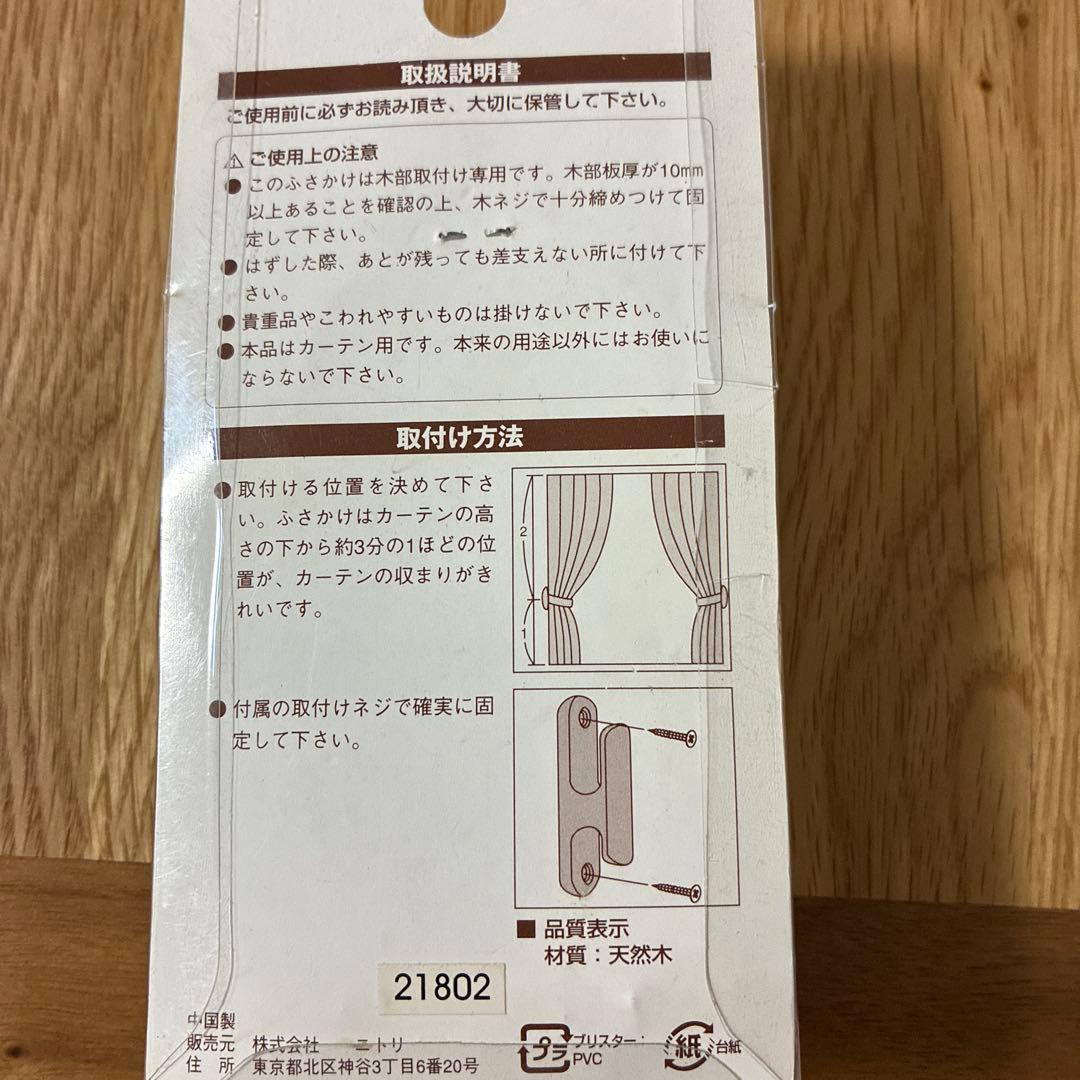 取扱説明書
ご使用前に必ずお読み頂き、大切に保管して下さい。
⚠ ご使用上の注意
● このふさかけは木部取付け専用です。木部板厚が10mm
以上あることを確認の上、木ネジで十分締めつけて固
定して下さい。
● はずした際、あとが残っても差支えない所に付けて下
さい。
● 貴重品やこわれやすいものは掛けないで下さい。
● 本品はカーテン用です。本来の用途以外にはお使いに
ならないで下さい。
取付け方法
● 取付ける位置を決めて下さ
い。ふさかけはカーテンの高
さの下から約3分の1ほどの位
置が、カーテンの収まりがき
れいです。
2
1
● 付属の取付けネジで確実に固
定して下さい。
■ 品質表示
材質：天然木
21802
中国製
販売元 株式会社 ニトリ
住 所 東京都北区神谷3丁目6番20号
プラ ブリスター：
PVC
紙 台紙